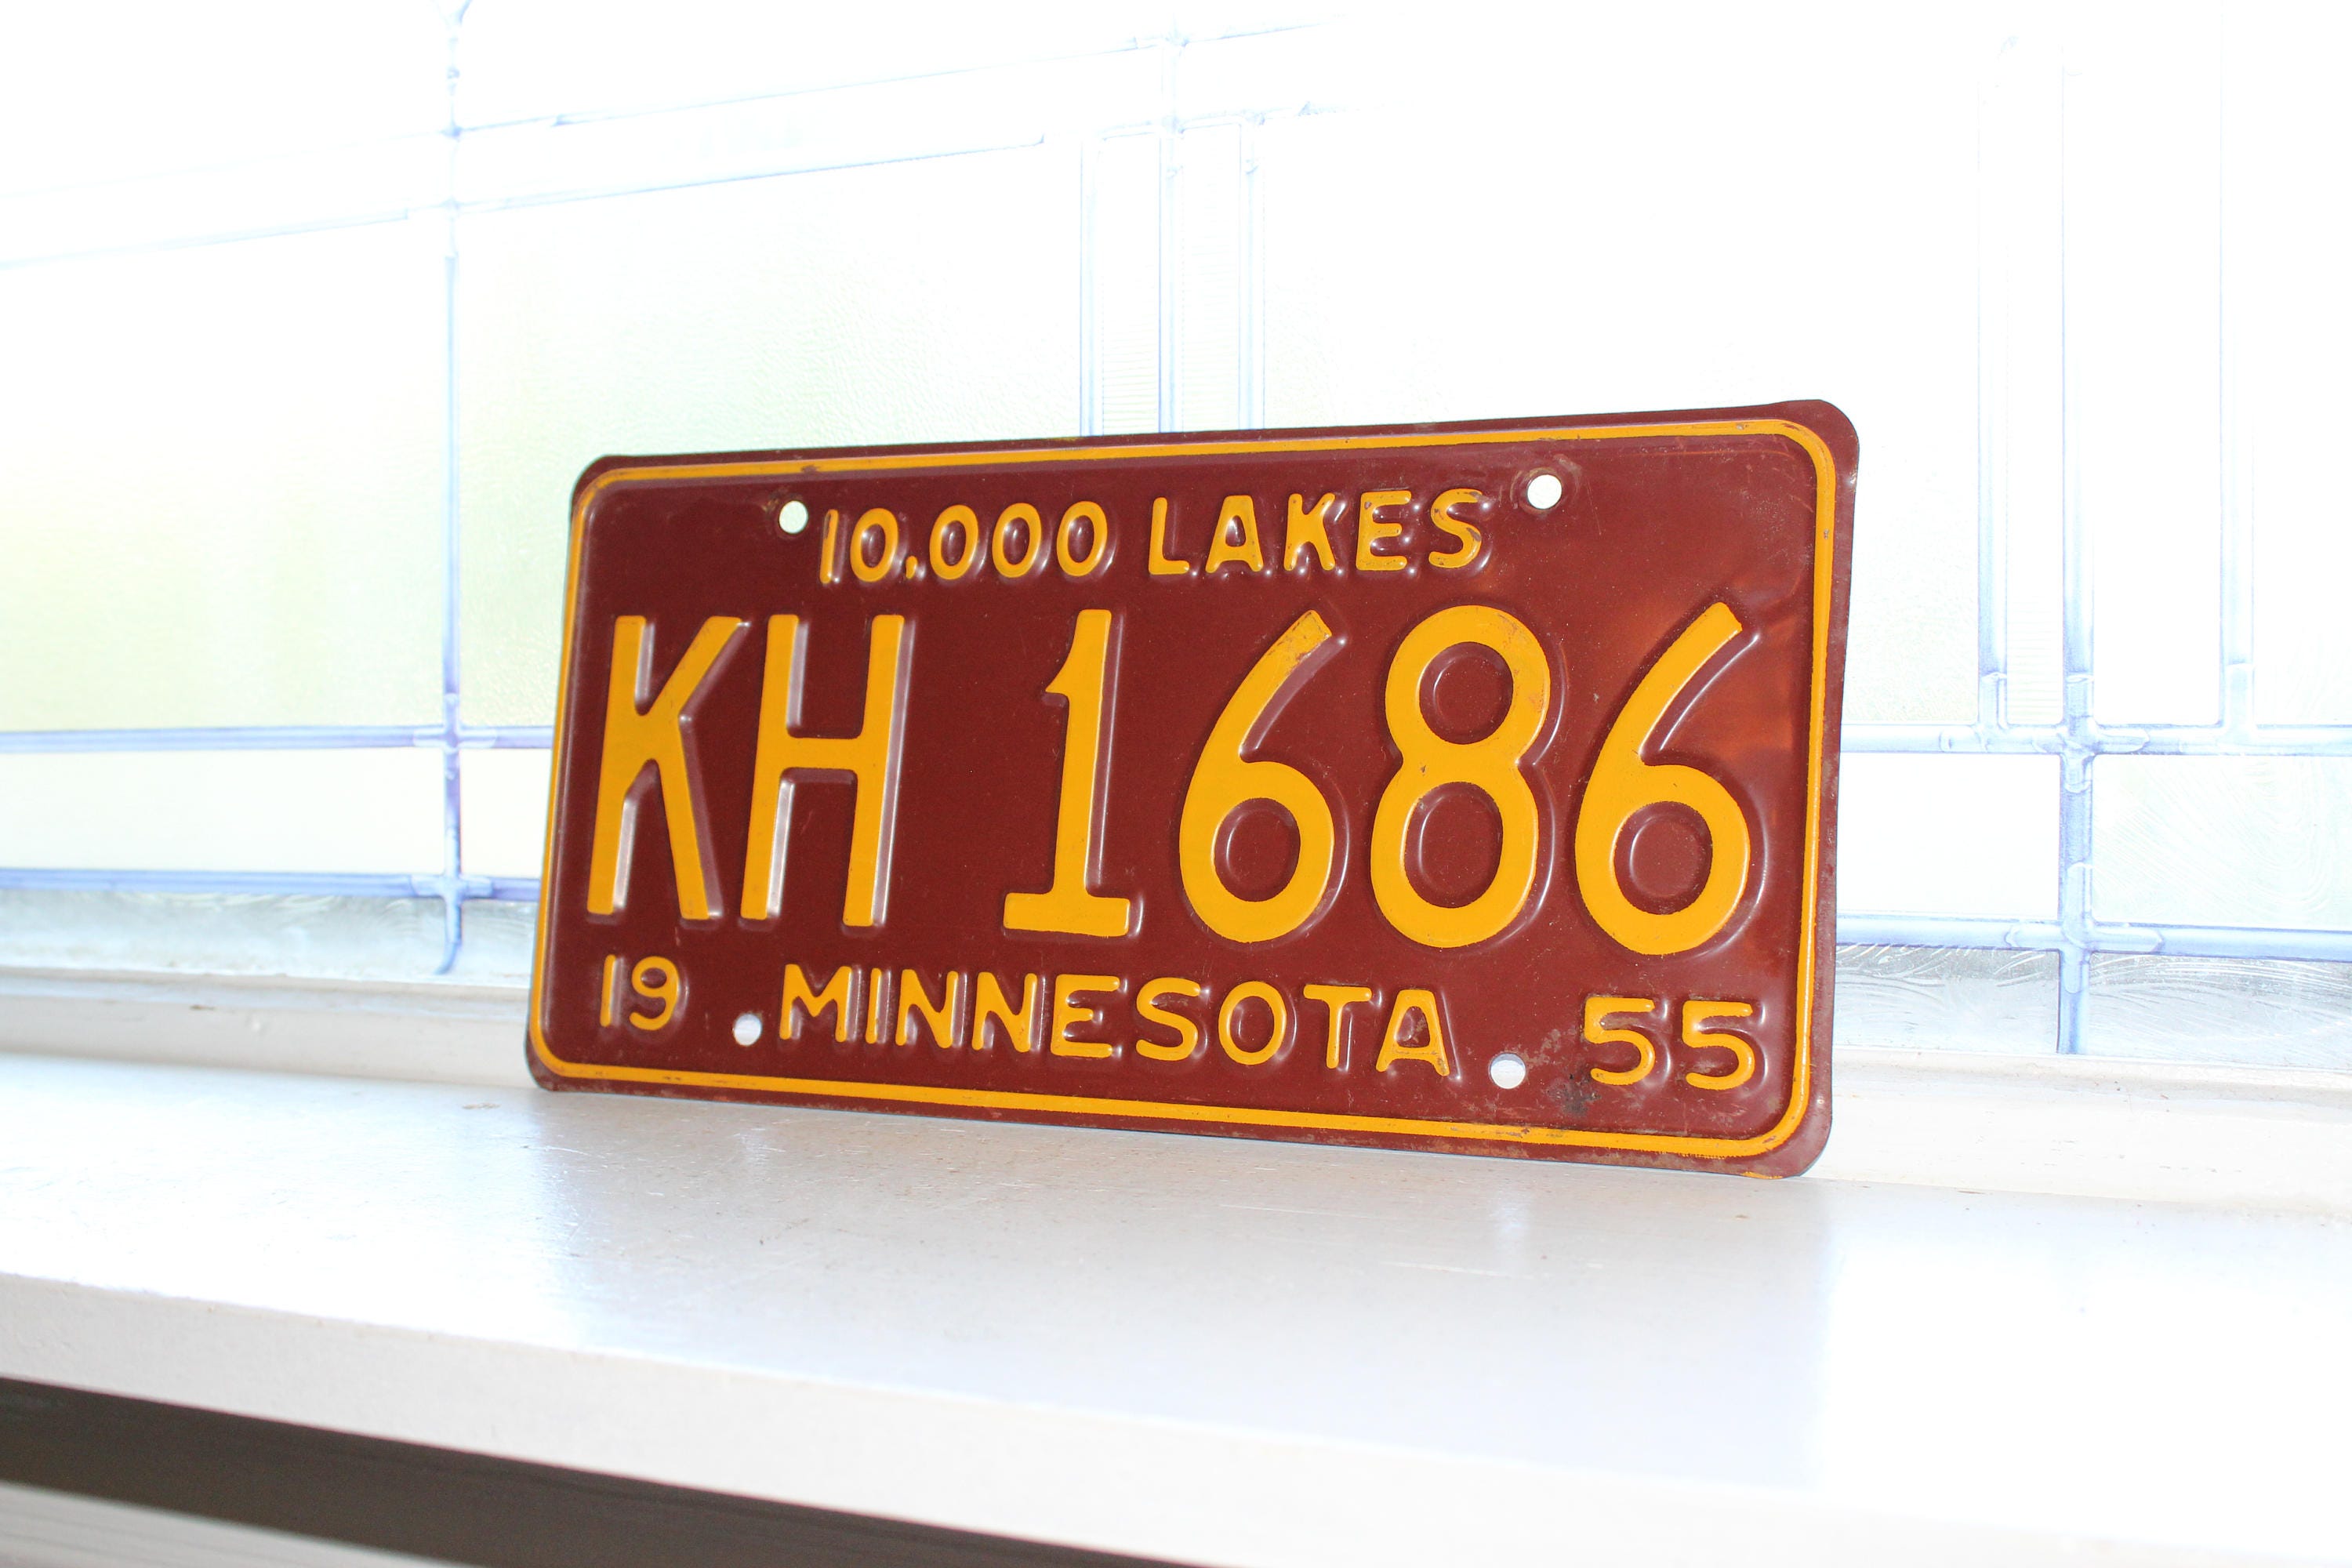 10,000 LAKES
KH 1686
19 MINNESOTA 55